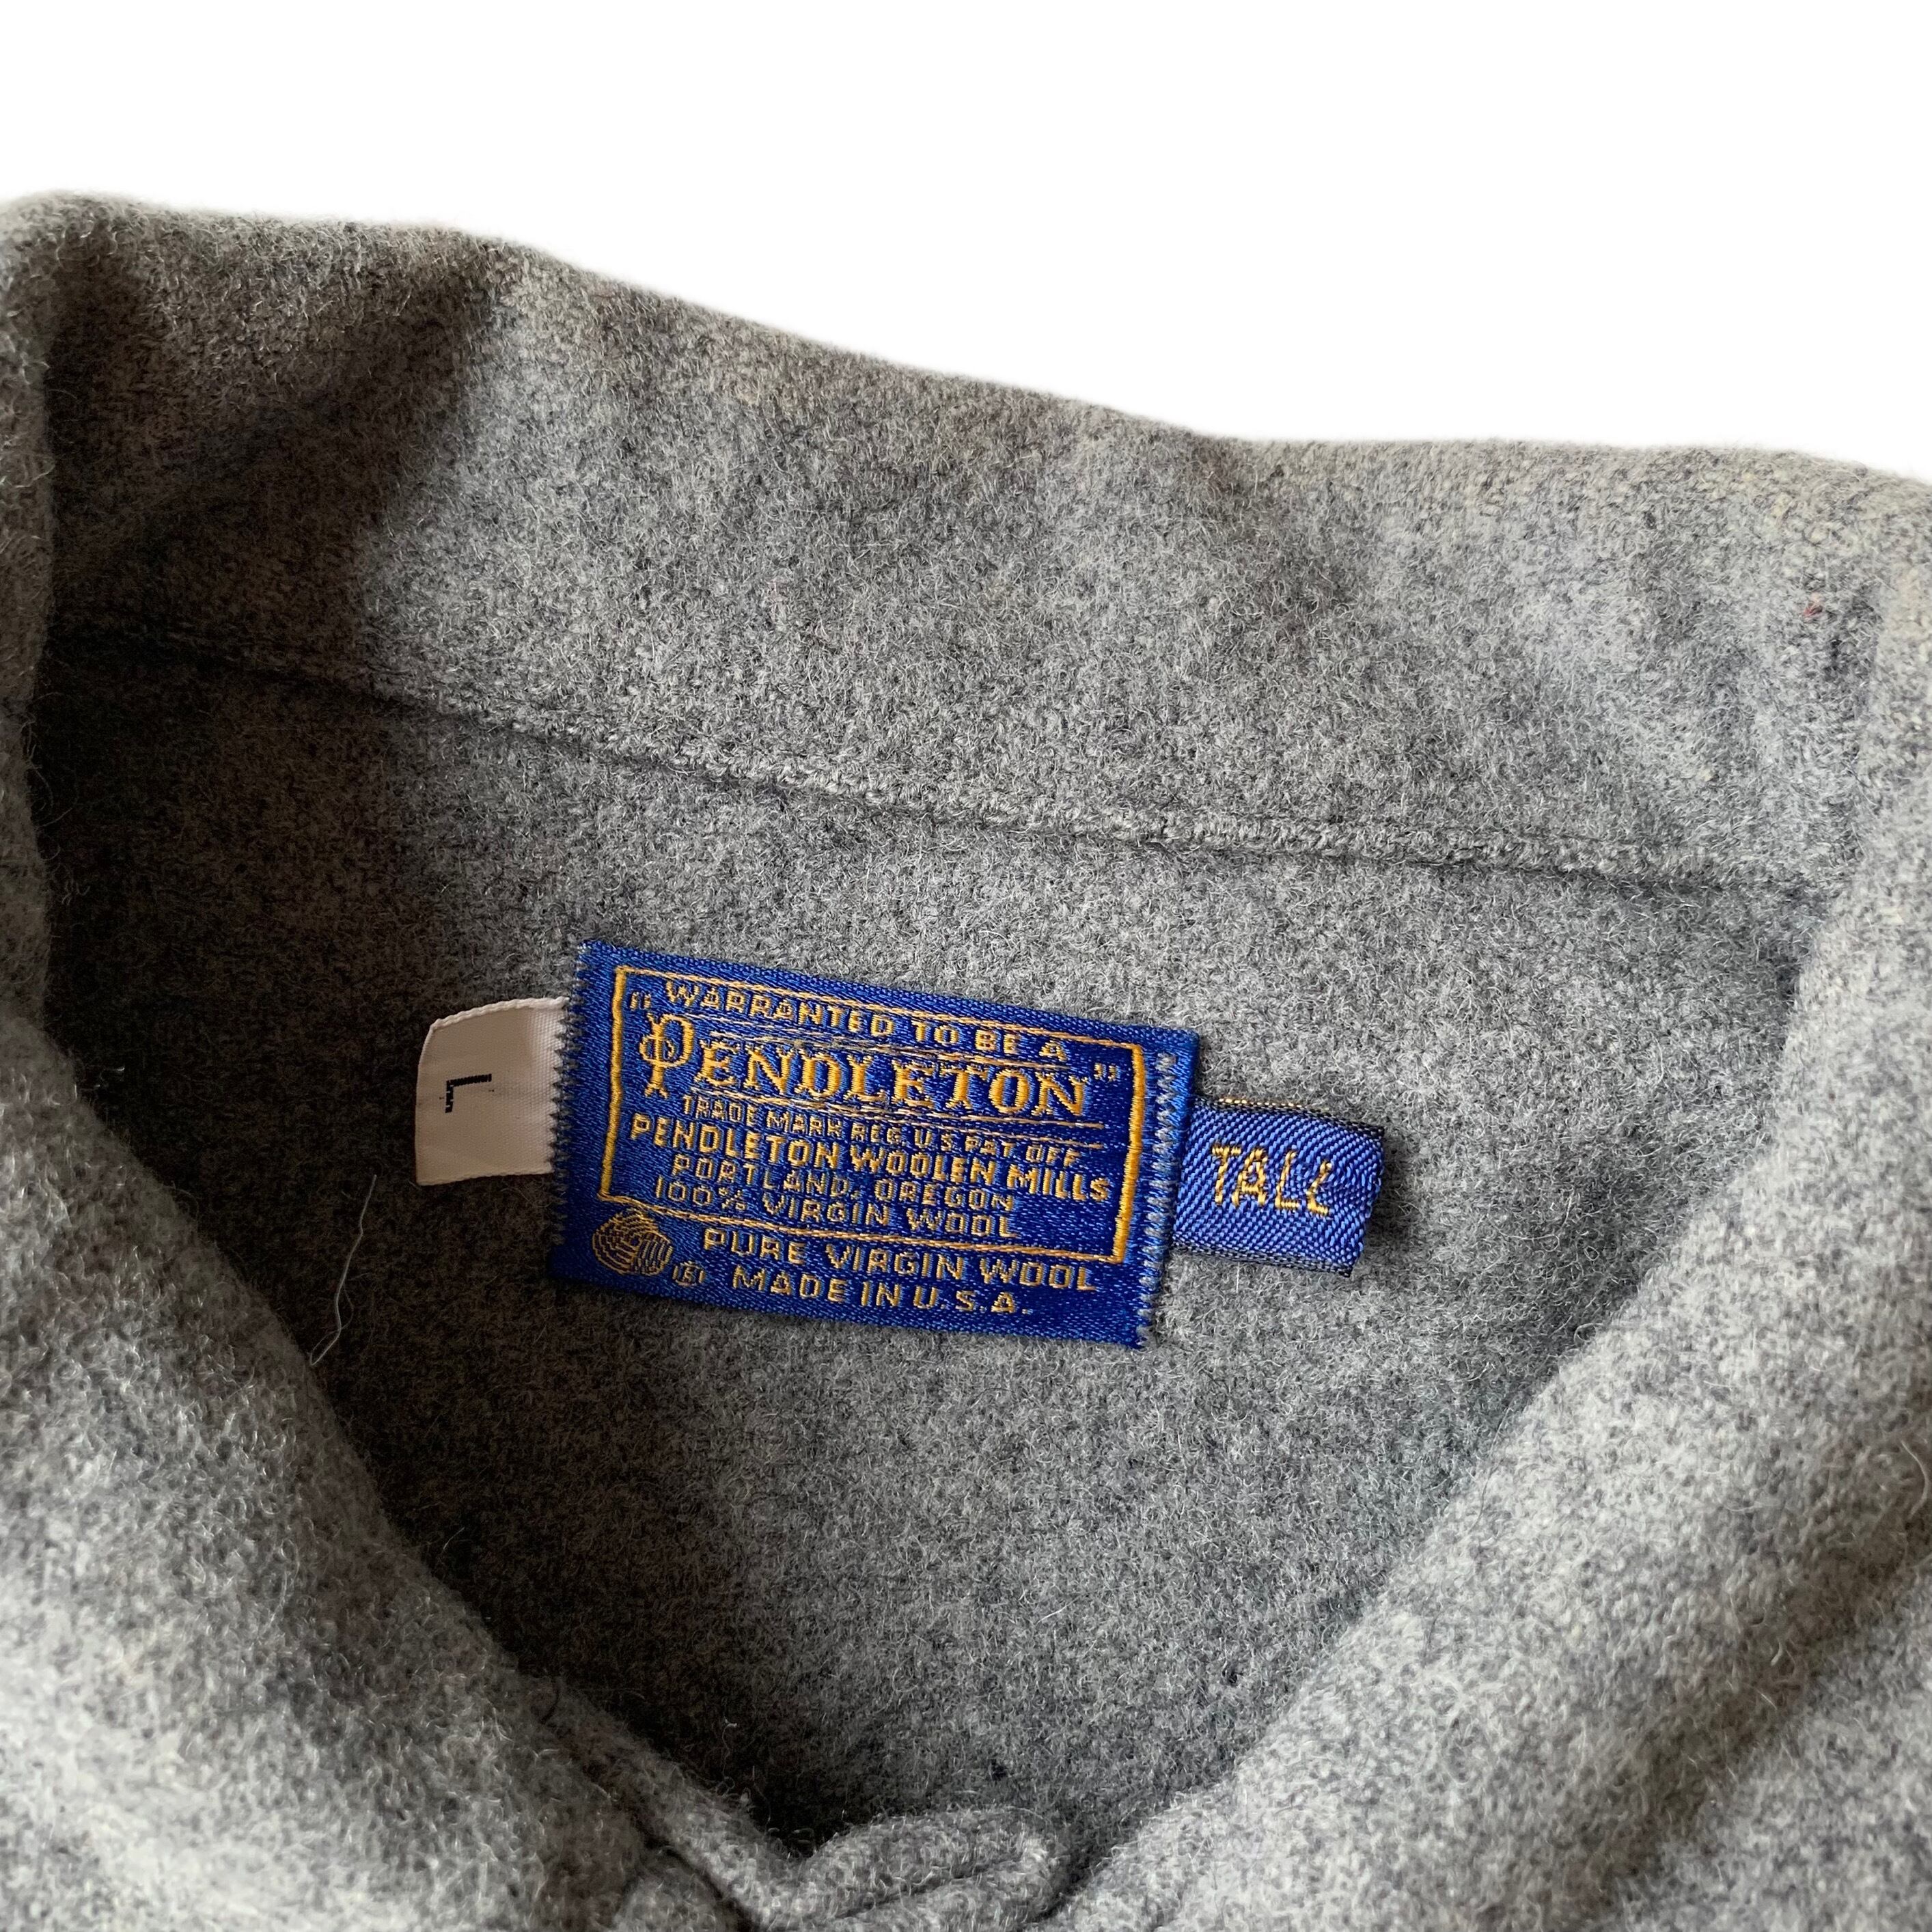 L
"WARRANTED TO BE A
PENDLETON"
TRADE MARK REG. U.S. PAT. OFF.
PENDLETON WOOLEN MILLS
PORTLAND, OREGON
100% VIRGIN WOOL
PURE VIRGIN WOOL
MADE IN U.S.A.
TALL